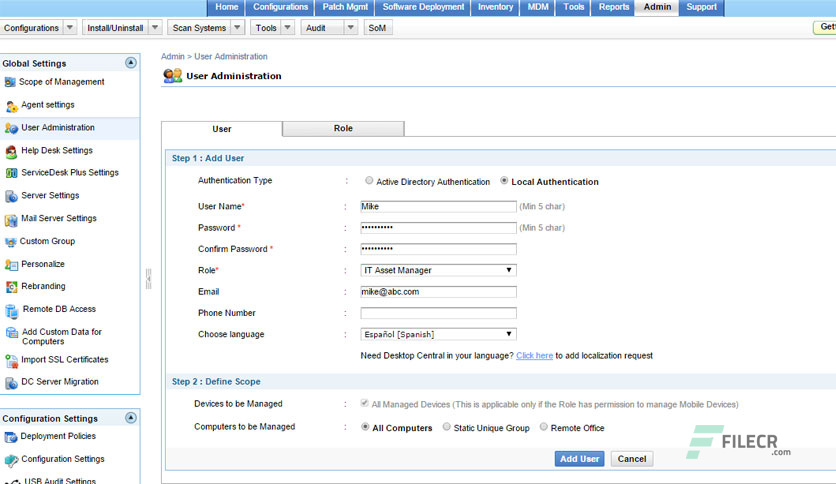 Home Configurations Patch Mgmt Software Deployment Inventory MDM Tools Reports Admin Support
Configurations Install/Uninstall Scan Systems Tools Audit SoM
Global Settings
Scope of Management
Agent settings
User Administration
Help Desk Settings
ServiceDesk Plus Settings
Server Settings
Mail Server Settings
Custom Group
Personalize
Rebranding
Remote DB Access
Add Custom Data for
Computers
Import SSL Certificates
DC Server Migration
Configuration Settings
Deployment Policies
Configuration Settings
USB Audit Settings
Admin > User Administration
User Administration
User Role
Step 1 : Add User
Authentication Type : Active Directory Authentication Local Authentication
User Name* : Mike (Min 5 char)
Password * : •••••••••• (Min 5 char)
Confirm Password * : ••••••••••
Role* : IT Asset Manager
Email : mike@abc.com
Phone Number :
Choose language : Español [Spanish]
Need Desktop Central in your language? Click here to add localization request
Step 2 : Define Scope
Devices to be Managed : All Managed Devices (This is applicable only if the Role has permission to manage Mobile Devices)
Computers to be Managed : All Computers Static Unique Group Remote Office
Add User Cancel
FILECR
.com